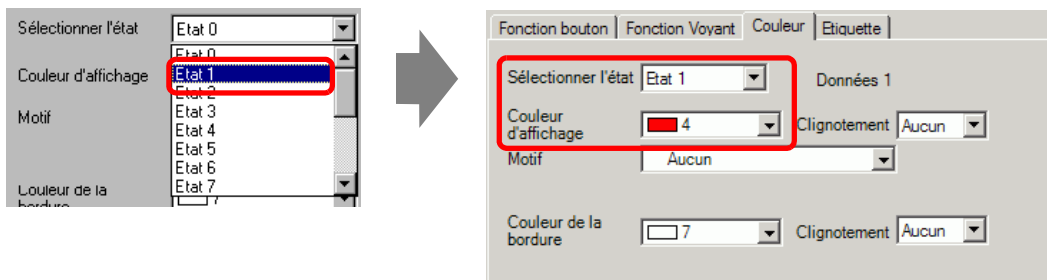 Sélectionner l'état Etat 0
Etat 0
Couleur d'affichage Etat 1
Etat 2
Motif Etat 3
Etat 4
Etat 5
Etat 6
Couleur de la Etat 7
bordure 7
Fonction bouton Fonction Voyant Couleur Etiquette
Sélectionner l'état Etat 1 Données 1
Couleur
d'affichage 4 Clignotement Aucun
Motif Aucun
Couleur de la
bordure 7 Clignotement Aucun